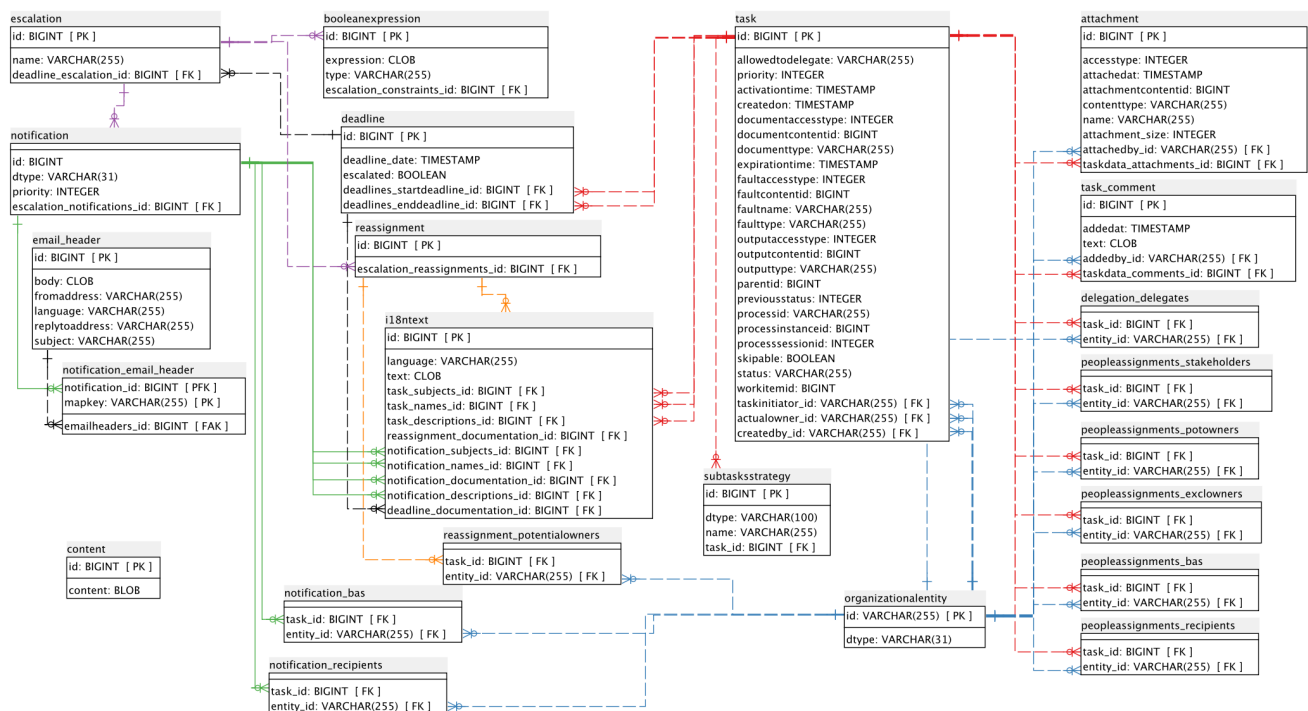 escalation
id: BIGINT [ PK ]
name: VARCHAR(255)
deadline_escalation_id: BIGINT [ FK ]
booleanexpression
id: BIGINT [ PK ]
expression: CLOB
type: VARCHAR(255)
escalation_constraints_id: BIGINT [ FK ]
notification
id: BIGINT
dtype: VARCHAR(31)
priority: INTEGER
escalation_notifications_id: BIGINT [ FK ]
deadline
id: BIGINT [ PK ]
deadline_date: TIMESTAMP
escalated: BOOLEAN
deadlines_startdeadline_id: BIGINT [ FK ]
deadlines_enddeadline_id: BIGINT [ FK ]
email_header
id: BIGINT [ PK ]
body: CLOB
fromaddress: VARCHAR(255)
language: VARCHAR(255)
replytoaddress: VARCHAR(255)
subject: VARCHAR(255)
reassignment
id: BIGINT [ PK ]
escalation_reassignments_id: BIGINT [ FK ]
notification_email_header
notification_id: BIGINT [ PFK ]
mapkey: VARCHAR(255) [ PK ]
emailheaders_id: BIGINT [ FAK ]
i18ntext
id: BIGINT [ PK ]
language: VARCHAR(255)
text: CLOB
task_subjects_id: BIGINT [ FK ]
task_names_id: BIGINT [ FK ]
task_descriptions_id: BIGINT [ FK ]
reassignment_documentation_id: BIGINT [ FK ]
notification_subjects_id: BIGINT [ FK ]
notification_names_id: BIGINT [ FK ]
notification_documentation_id: BIGINT [ FK ]
notification_descriptions_id: BIGINT [ FK ]
deadline_documentation_id: BIGINT [ FK ]
content
id: BIGINT [ PK ]
content: BLOB
reassignment_potentialowners
task_id: BIGINT [ FK ]
entity_id: VARCHAR(255) [ FK ]
notification_bas
task_id: BIGINT [ FK ]
entity_id: VARCHAR(255) [ FK ]
notification_recipients
task_id: BIGINT [ FK ]
entity_id: VARCHAR(255) [ FK ]
task
id: BIGINT [ PK ]
allowedtodelegate: VARCHAR(255)
priority: INTEGER
activationtime: TIMESTAMP
createdon: TIMESTAMP
documentaccesstype: INTEGER
documentcontentid: BIGINT
documenttype: VARCHAR(255)
expirationtime: TIMESTAMP
faultaccesstype: INTEGER
faultcontentid: BIGINT
faultname: VARCHAR(255)
faulttype: VARCHAR(255)
outputaccesstype: INTEGER
outputcontentid: BIGINT
outputtype: VARCHAR(255)
parentid: BIGINT
previousstatus: INTEGER
processid: VARCHAR(255)
processinstanceid: BIGINT
processsessionid: INTEGER
skipable: BOOLEAN
status: VARCHAR(255)
workitemid: BIGINT
taskinitiator_id: VARCHAR(255) [ FK ]
actualowner_id: VARCHAR(255) [ FK ]
createdby_id: VARCHAR(255) [ FK ]
subtasksstrategy
id: BIGINT [ PK ]
dtype: VARCHAR(100)
name: VARCHAR(255)
task_id: BIGINT [ FK ]
organizationalentity
id: VARCHAR(255) [ PK ]
dtype: VARCHAR(31)
attachment
id: BIGINT [ PK ]
accesstype: INTEGER
attachedat: TIMESTAMP
attachmentcontentid: BIGINT
contenttype: VARCHAR(255)
name: VARCHAR(255)
attachment_size: INTEGER
attachedby_id: VARCHAR(255) [ FK ]
taskdata_attachments_id: BIGINT [ FK ]
task_comment
id: BIGINT [ PK ]
addedat: TIMESTAMP
text: CLOB
addedby_id: VARCHAR(255) [ FK ]
taskdata_comments_id: BIGINT [ FK ]
delegation_delegates
task_id: BIGINT [ FK ]
entity_id: VARCHAR(255) [ FK ]
peopleassignments_stakeholders
task_id: BIGINT [ FK ]
entity_id: VARCHAR(255) [ FK ]
peopleassignments_potowners
task_id: BIGINT [ FK ]
entity_id: VARCHAR(255) [ FK ]
peopleassignments_exclowners
task_id: BIGINT [ FK ]
entity_id: VARCHAR(255) [ FK ]
peopleassignments_bas
task_id: BIGINT [ FK ]
entity_id: VARCHAR(255) [ FK ]
peopleassignments_recipients
task_id: BIGINT [ FK ]
entity_id: VARCHAR(255) [ FK ]